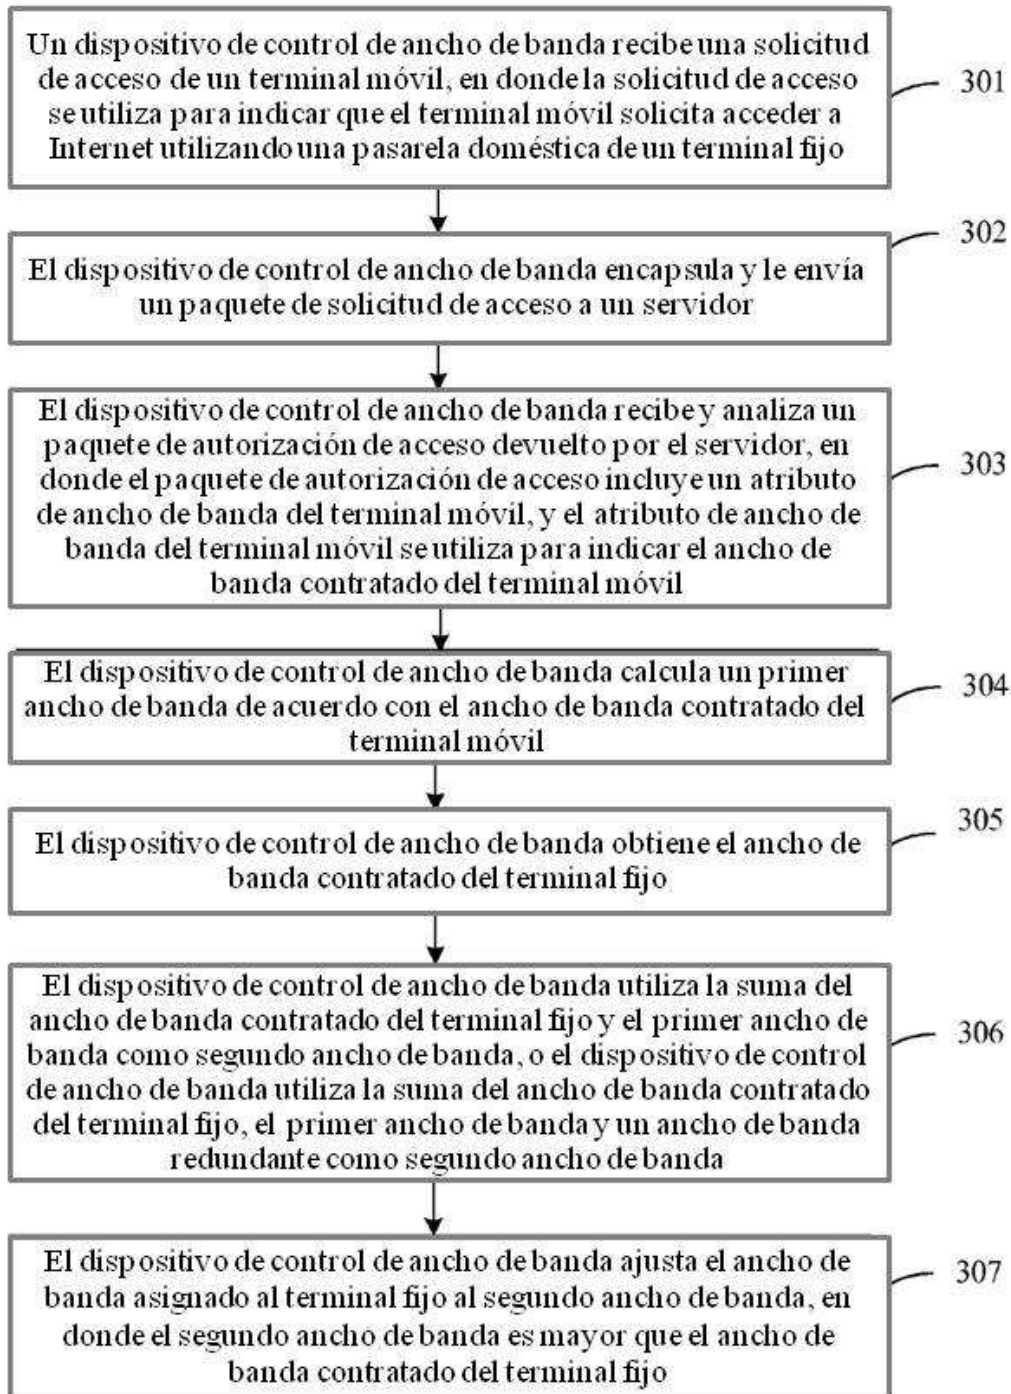 Un dispositivo de control de ancho de banda recibe una solicitud
de acceso de un terminal móvil, en donde la solicitud de acceso
se utiliza para indicar que el terminal móvil solicita acceder a
Internet utilizando una pasarela doméstica de un terminal fijo
301
El dispositivo de control de ancho de banda encapsula y le envía
un paquete de solicitud de acceso a un servidor
302
El dispositivo de control de ancho de banda recibe y analiza un
paquete de autorización de acceso devuelto por el servidor, en
donde el paquete de autorización de acceso incluye un atributo
de ancho de banda del terminal móvil, y el atributo de ancho de
banda del terminal móvil se utiliza para indicar el ancho de
banda contratado del terminal móvil
303
El dispositivo de control de ancho de banda calcula un primer
ancho de banda de acuerdo con el ancho de banda contratado del
terminal móvil
304
El dispositivo de control de ancho de banda obtiene el ancho de
banda contratado del terminal fijo
305
El dispositivo de control de ancho de banda utiliza la suma del
ancho de banda contratado del terminal fijo y el primer ancho de
banda como segundo ancho de banda, o el dispositivo de control
de ancho de banda utiliza la suma del ancho de banda contratado
del terminal fijo, el primer ancho de banda y un ancho de banda
redundante como segundo ancho de banda
306
El dispositivo de control de ancho de banda ajusta el ancho de
banda asignado al terminal fijo al segundo ancho de banda, en
donde el segundo ancho de banda es mayor que el ancho de
banda contratado del terminal fijo
307